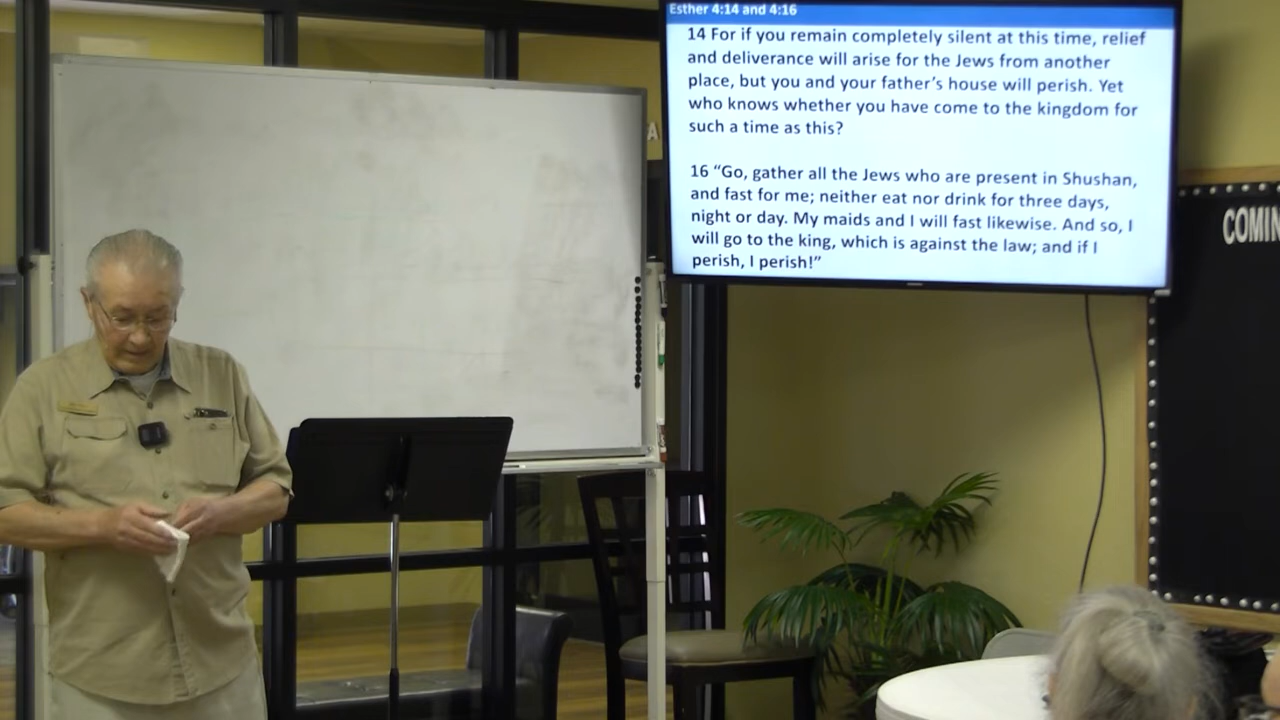 Esther 4:14 and 4:16
14 For if you remain completely silent at this time, relief
and deliverance will arise for the Jews from another
place, but you and your father's house will perish. Yet
who knows whether you have come to the kingdom for
such a time as this?
16 “Go, gather all the Jews who are present in Shushan,
and fast for me; neither eat nor drink for three days,
night or day. My maids and I will fast likewise. And so, I
will go to the king, which is against the law; and if I
perish, I perish!”
COMIN
A